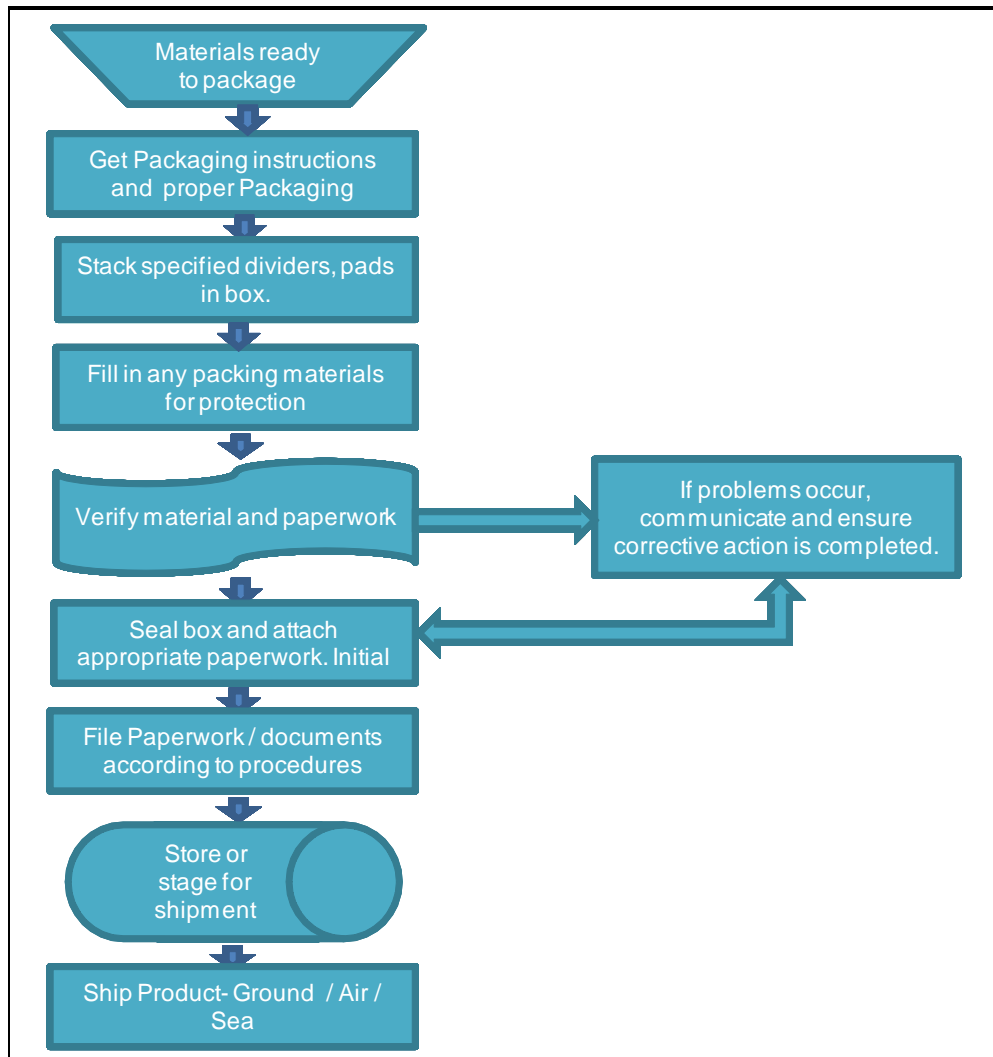 Materials ready
to package
Get Packaging instructions
and proper Packaging
Stack specified dividers, pads
in box.
Fill in any packing materials
for protection
Verify material and paperwork
If problems occur,
communicate and ensure
corrective action is completed.
Seal box and attach
appropriate paperwork. Initial
File Paperwork / documents
according to procedures
Store or
stage for
shipment
Ship Product- Ground / Air /
Sea